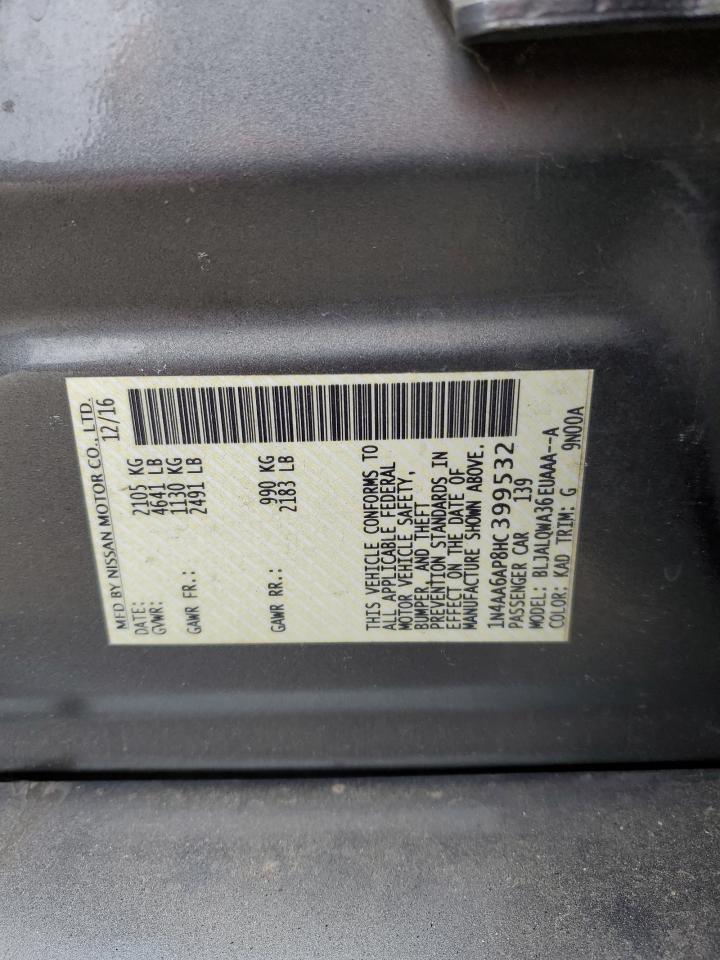 MFD BY NISSAN MOTOR CO., LTD.
DATE: 12/16
GVWR: 2105 KG
4641 LB
GAWR FR.: 1130 KG
2491 LB
GAWR RR.: 990 KG
2183 LB
THIS VEHICLE CONFORMS TO
ALL APPLICABLE FEDERAL
MOTOR VEHICLE SAFETY,
BUMPER, AND THEFT
PREVENTION STANDARDS IN
EFFECT ON THE DATE OF
MANUFACTURE SHOWN ABOVE.
1N4AA6AP8HC399532
PASSENGER CAR 139
MODEL: BLJALQWA36EUAAA--A
COLOR: KAD TRIM: G 9N00A